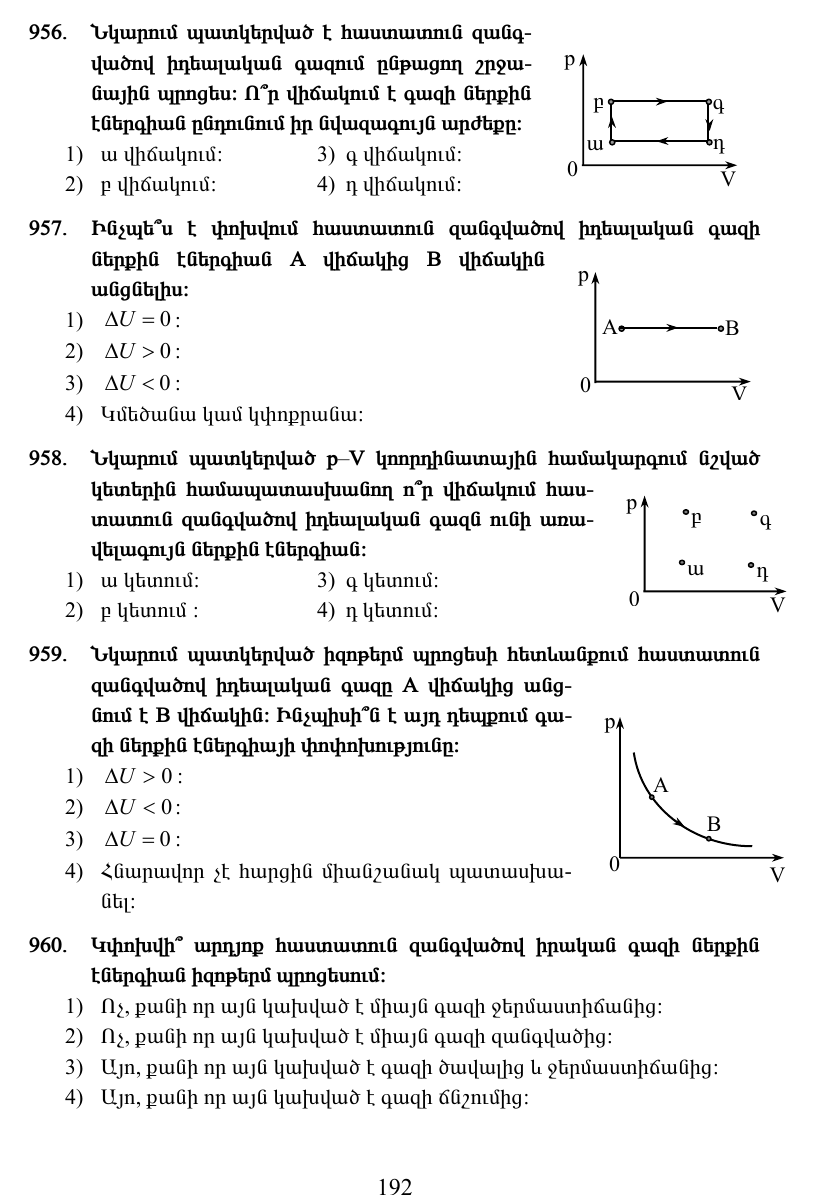 956. Նկարում պատկերված է հաստատուն զանգ-
վածով իդեալական գազում ընթացող շրջա-
նային պրոցես: Ո՞ր վիճակում է գազի ներքին
էներգիան ընդունում իր նվազագույն արժեքը:
1) ա վիճակում: 3) գ վիճակում:
2) բ վիճակում: 4) դ վիճակում:
p
բ գ
ա դ
0 V
957. Ինչպե՞ս է փոխվում հաստատուն զանգվածով իդեալական գազի
ներքին էներգիան A վիճակից B վիճակին
անցնելիս:
1) ΔU = 0 :
2) ΔU > 0 :
3) ΔU < 0 :
4) Կմեծանա կամ կփոքրանա:
p
A B
0 V
958. Նկարում պատկերված p–V կոորդինատային համակարգում նշված
կետերին համապատասխանող ո՞ր վիճակում հաս-
տատուն զանգվածով իդեալական գազն ունի առա-
վելագույն ներքին էներգիան:
1) ա կետում: 3) գ կետում:
2) բ կետում : 4) դ կետում:
p
բ գ
ա դ
0 V
959. Նկարում պատկերված իզոթերմ պրոցեսի հետևանքում հաստատուն
զանգվածով իդեալական գազը A վիճակից անց-
նում է B վիճակին: Ինչպիսի՞ն է այդ դեպքում գա-
զի ներքին էներգիայի փոփոխությունը:
1) ΔU > 0 :
2) ΔU < 0 :
3) ΔU = 0 :
4) Հնարավոր չէ հարցին միանշանակ պատասխա-
նել:
p
A
B
0 V
960. Կփոխվի՞ արդյոք հաստատուն զանգվածով իրական գազի ներքին
էներգիան իզոթերմ պրոցեսում:
1) Ոչ, քանի որ այն կախված է միայն գազի ջերմաստիճանից:
2) Ոչ, քանի որ այն կախված է միայն գազի զանգվածից:
3) Այո, քանի որ այն կախված է գազի ծավալից և ջերմաստիճանից:
4) Այո, քանի որ այն կախված է գազի ճնշումից:
192